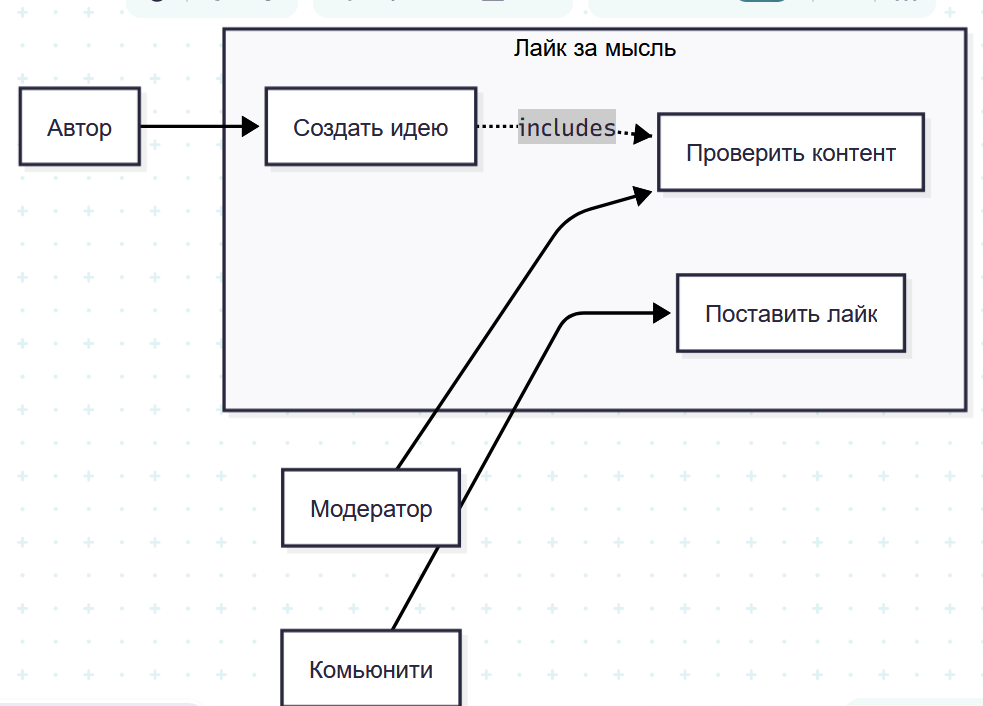 Лайк за мысль
Автор
Создать идею
includes
Проверить контент
Поставить лайк
Модератор
Комьюнити